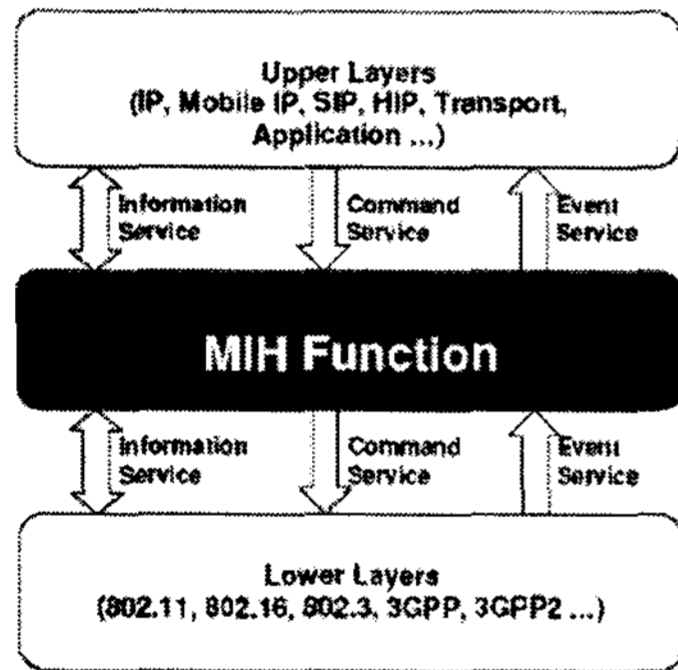 Upper Layers
(IP, Mobile IP, SIP, HIP, Transport,
Application ...)
Information
Service
Command
Service
Event
Service
MIH Function
Information
Service
Command
Service
Event
Service
Lower Layers
(802.11, 802.16, 802.3, 3GPP, 3GPP2 ...)